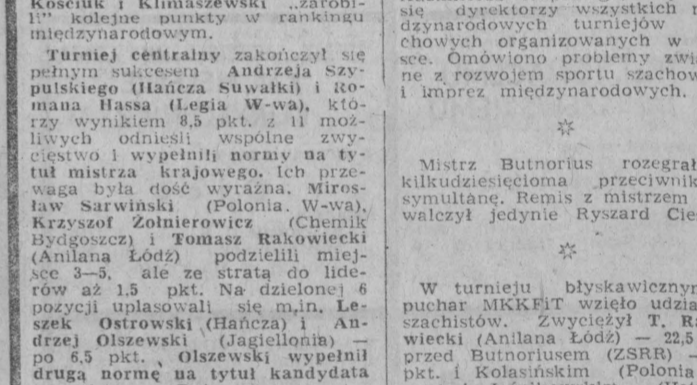 Kościuk i Klimaszewski „zarobi-
li” kolejne punkty w rankingu
międzynarodowym.
Turniej centralny zakończył się
pełnym sukcesem Andrzeja Szy-
pulskiego (Hańcza Suwałki) i Ro-
mana Hassa (Legia W-wa), któ-
rzy wynikiem 8,5 pkt. z 11 moż-
liwych odnieśli wspólne zwy-
cięstwo i wypełnili normy na ty-
tuł mistrza krajowego. Ich prze-
waga była dość wyraźna. Miros-
ław Sarwiński (Polonia. W-wa),
Krzysztof Żołnierowicz (Chemik
Bydgoszcz) i Tomasz Rakowiecki
(Anilana Łódź) podzielili miej-
sce 3—5, ale ze stratą do lide-
rów aż 1,5 pkt. Na dzielonej 6
pozycji uplasowali się m,in. Le-
szek Ostrowski (Hańcza) i An-
drzej Olszewski (Jagiellonia) —
po 6,5 pkt. Olszewski wypełnił
drugą normę na tytuł kandydata
się dyrektorzy wszystkich
dzynarodowych turniejów
chowych organizowanych w
sce. Omówiono problemy zwi
ne z rozwojem sportu szachow
i imprez międzynarodowych.
Mistrz Butnorius rozegrał
kilkudziesięcioma przeciwnik
symultanę. Remis z mistrzem
walczył jedynie Ryszard Cie
W turnieju błyskawicznym
puchar MKKFiT wzięło udzia
szachistów. Zwyciężył T. R
wiecki (Anilana Łódź) — 22,5
przed Butnoriusem (ZSRR) —
pkt. i Kolasińskim (Polonia